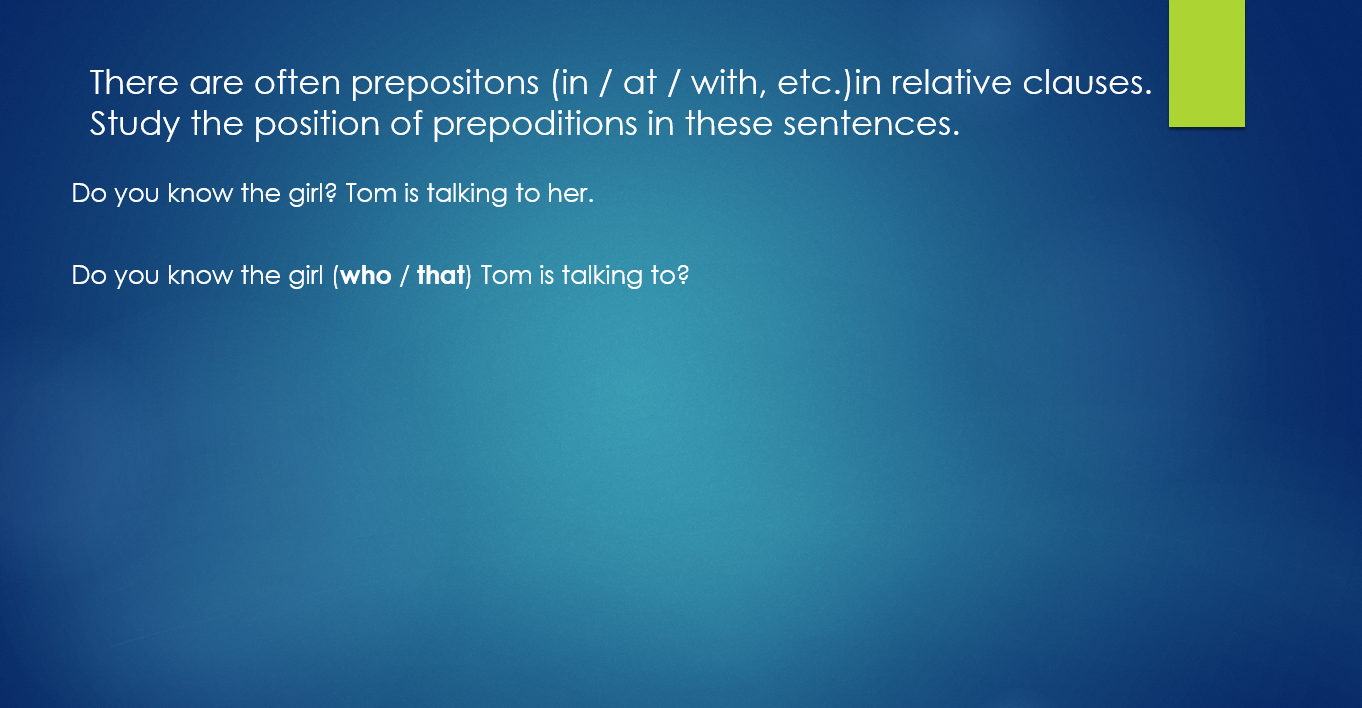 There are often prepositons (in / at / with, etc.)in relative clauses.
Study the position of prepoditions in these sentences.
Do you know the girl? Tom is talking to her.
Do you know the girl (who / that) Tom is talking to?